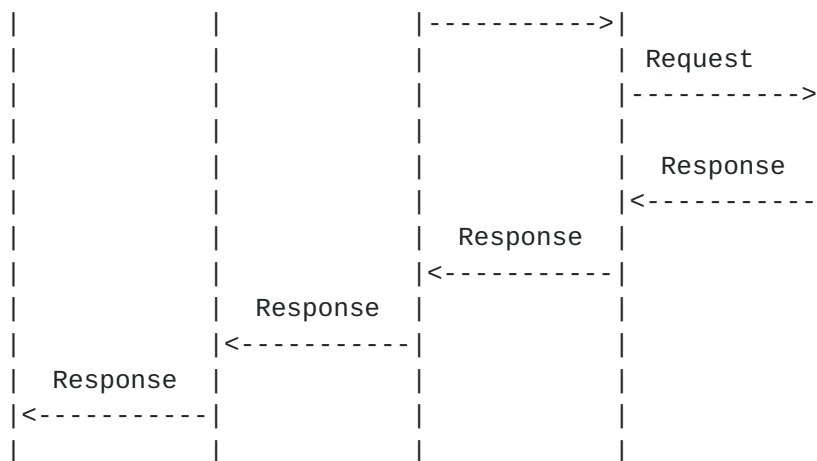 |            |            |----------->|
|            |            |            | Request
|            |            |            |----------->
|            |            |            |
|            |            |            |  Response
|            |            |            |<-----------
|            |            |  Response  |
|            |            |<-----------|
|            |  Response  |            |
|            |<-----------|            |
|  Response  |            |            |
|<-----------|            |            |
|            |            |            |